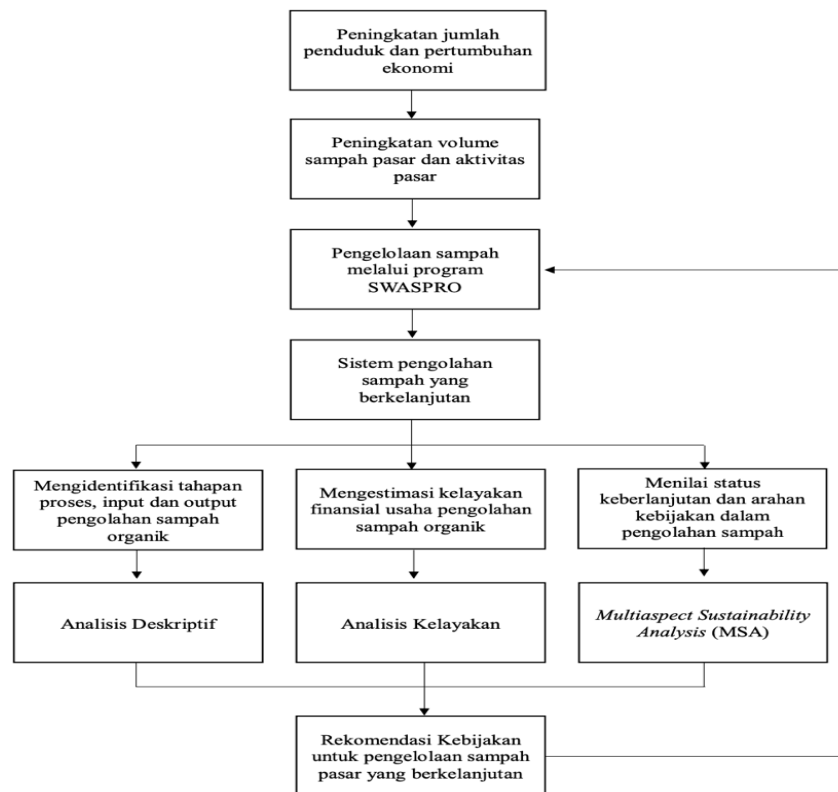 Peningkatan jumlah
penduduk dan pertumbuhan
ekonomi
Peningkatan volume
sampah pasar dan aktivitas
pasar
Pengelolaan sampah
melalui program
SWASPRO
Sistem pengolahan
sampah yang
berkelanjutan
Mengidentifikasi tahapan
proses, input dan output
pengolahan sampah
organik
Mengestimasi kelayakan
finansial usaha pengolahan
sampah organik
Menilai status
keberlanjutan dan arahan
kebijakan dalam
pengolahan sampah
Analisis Deskriptif
Analisis Kelayakan
Multiaspect Sustainability
Analysis (MSA)
Rekomendasi Kebijakan
untuk pengelolaan sampah
pasar yang berkelanjutan